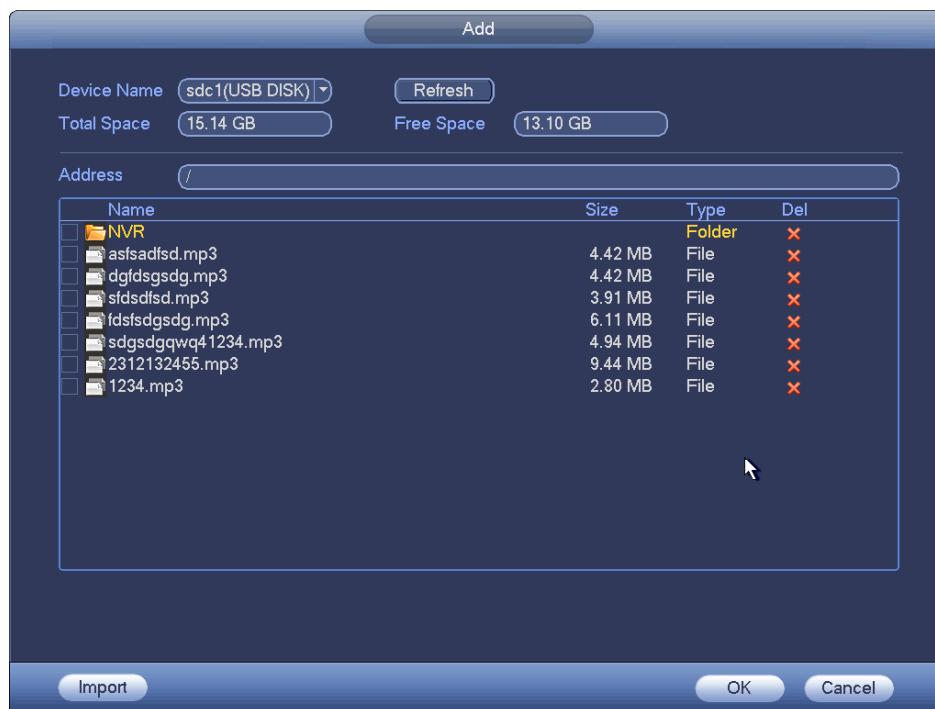 Add
Device Name sdc1(USB DISK) Refresh
Total Space 15.14 GB Free Space 13.10 GB
Address /
Name Size Type Del
NVR Folder
asfsadfsd.mp3 4.42 MB File
dgfdsgsdg.mp3 4.42 MB File
sfdsdfsd.mp3 3.91 MB File
fdsfsdgsdg.mp3 6.11 MB File
sdgsdgqwq41234.mp3 4.94 MB File
2312132455.mp3 9.44 MB File
1234.mp3 2.80 MB File
Import OK Cancel